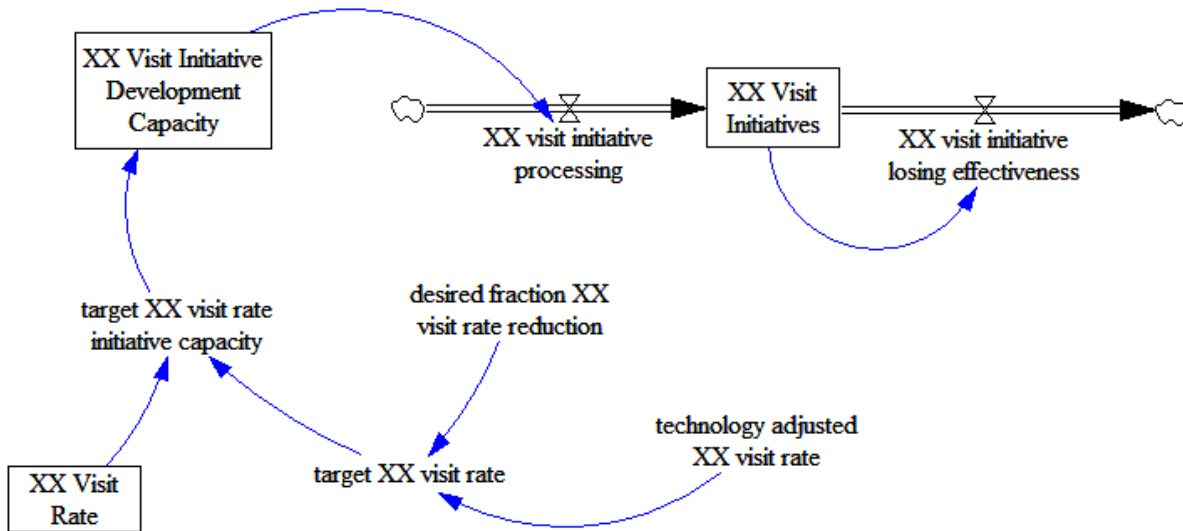 XX Visit Initiative
Development
Capacity
XX visit initiative
processing
XX Visit
Initiatives
XX visit initiative
losing effectiveness
target XX visit rate
initiative capacity
desired fraction XX
visit rate reduction
technology adjusted
XX visit rate
target XX visit rate
XX Visit
Rate